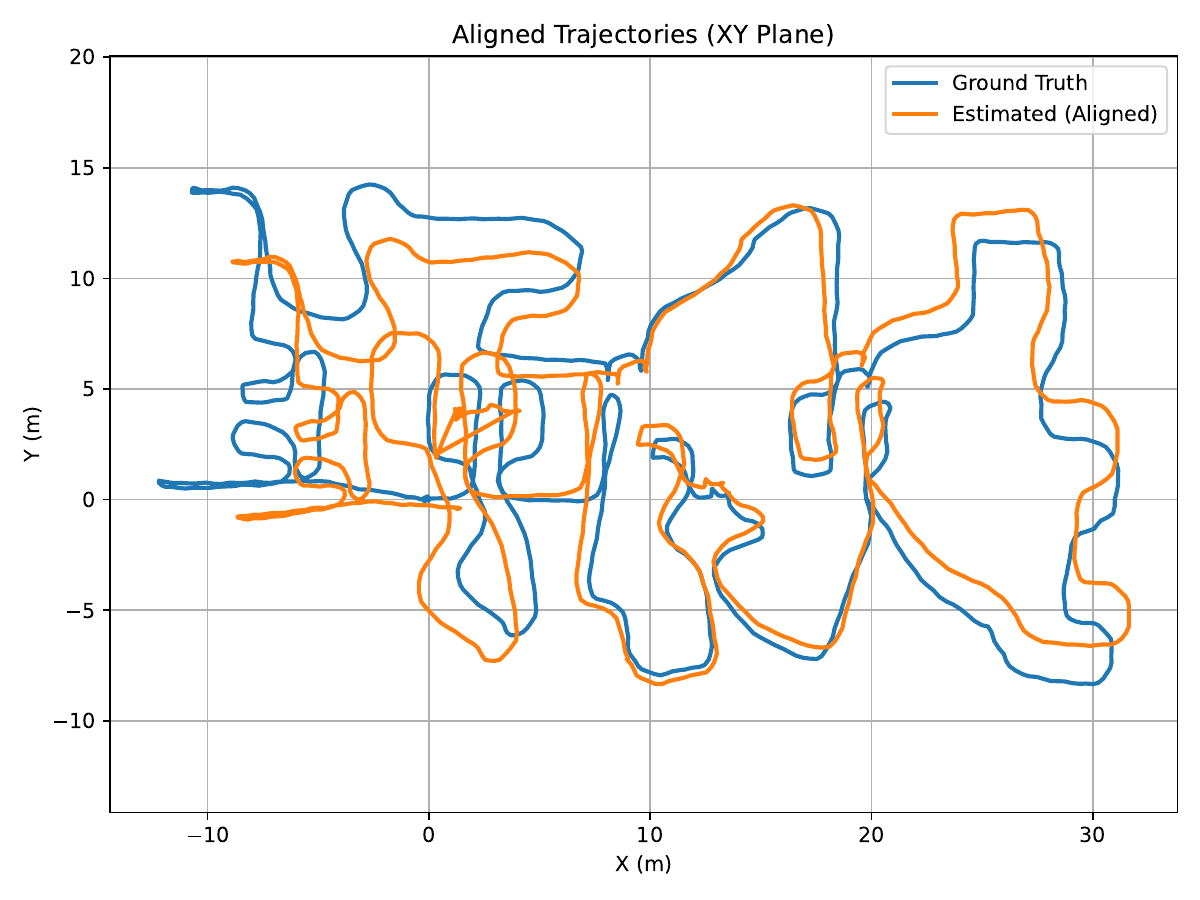 Aligned Trajectories (XY Plane)
Ground Truth
Estimated (Aligned)
20
15
10
5
0
−5
−10
Y (m)
−10 0 10 20 30
X (m)